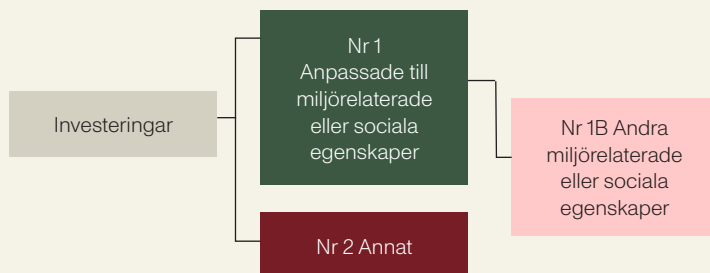 Investeringar
Nr 1
Anpassade till
miljörelaterade
eller sociala
egenskaper
Nr 1B Andra
miljörelaterade
eller sociala
egenskaper
Nr 2 Annat